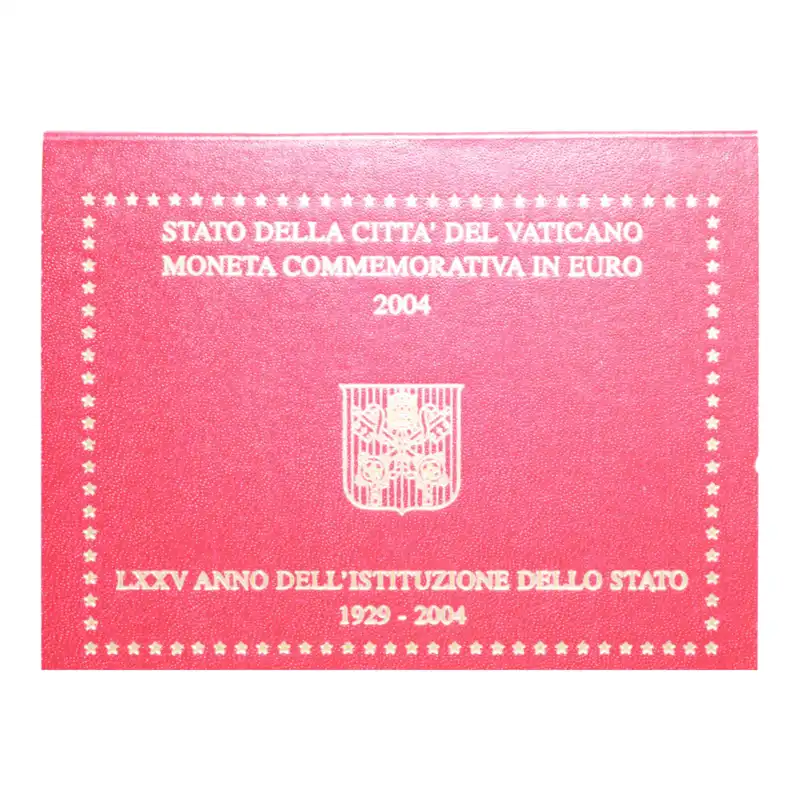 STATO DELLA CITTA' DEL VATICANO
MONETA COMMEMORATIVA IN EURO
2004
LXXV ANNO DELL'ISTITUZIONE DELLO STATO
1929 - 2004